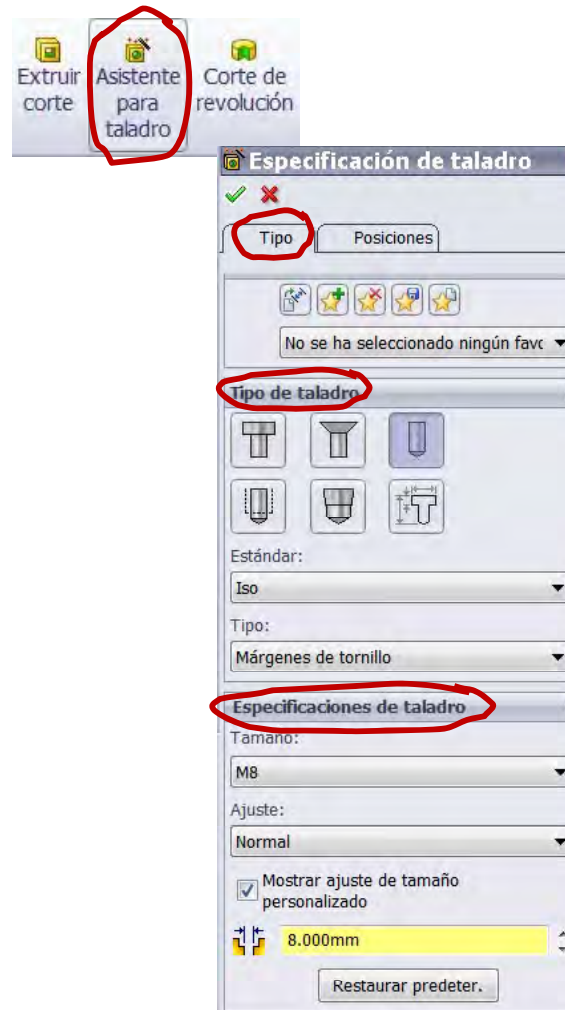 Extruir Asistente Corte de
corte para revolución
taladro
Especificación de taladro
Tipo Posiciones
No se ha seleccionado ningún favc
Tipo de taladro
Estándar:
Iso
Tipo:
Márgenes de tornillo
Especificaciones de taladro
Tamaño:
M8
Ajuste:
Normal
Mostrar ajuste de tamaño
personalizado
8.000mm
Restaurar predeter.